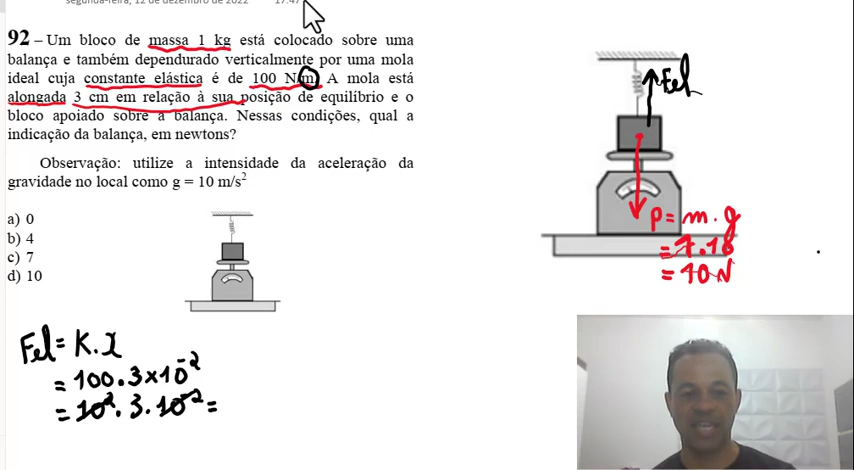 segunda-feira, 12 de dezembro de 2022 17:47
92 – Um bloco de massa 1 kg está colocado sobre uma
balança e também dependurado verticalmente por uma mola
ideal cuja constante elástica é de 100 N/m. A mola está
alongada 3 cm em relação à sua posição de equilíbrio e o
bloco apoiado sobre a balança. Nessas condições, qual a
indicação da balança, em newtons?
Observação: utilize a intensidade da aceleração da
gravidade no local como g = 10 m/s²
a) 0
b) 4
c) 7
d) 10
Fel = K.x
= 100.3×10⁻²
= 10². 3. 10⁻² =
Fel
P = m . g
= 1.10
= 10 N